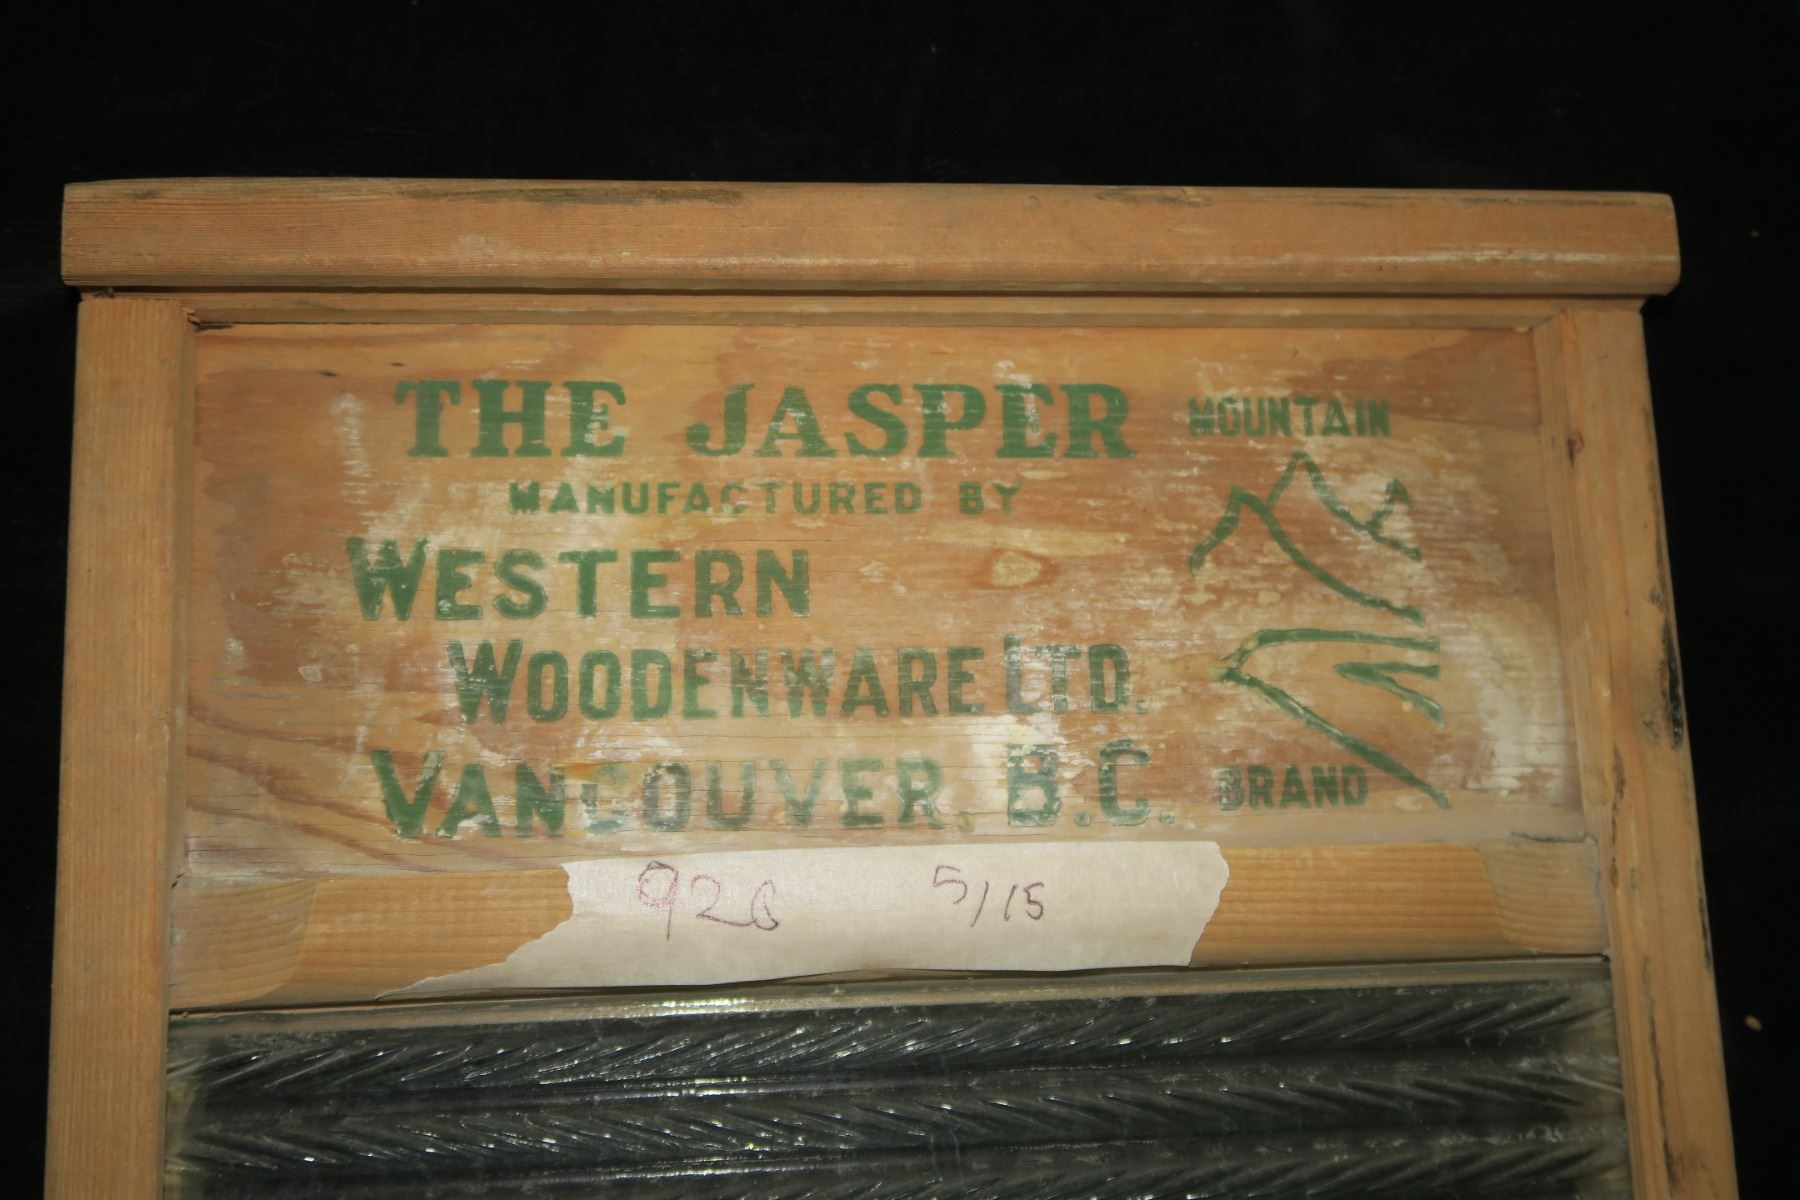 THE JASPER
MANUFACTURED BY
WESTERN
WOODENWARE LTD.
VANCOUVER, B.C.
MOUNTAIN
BRAND
926 5/15